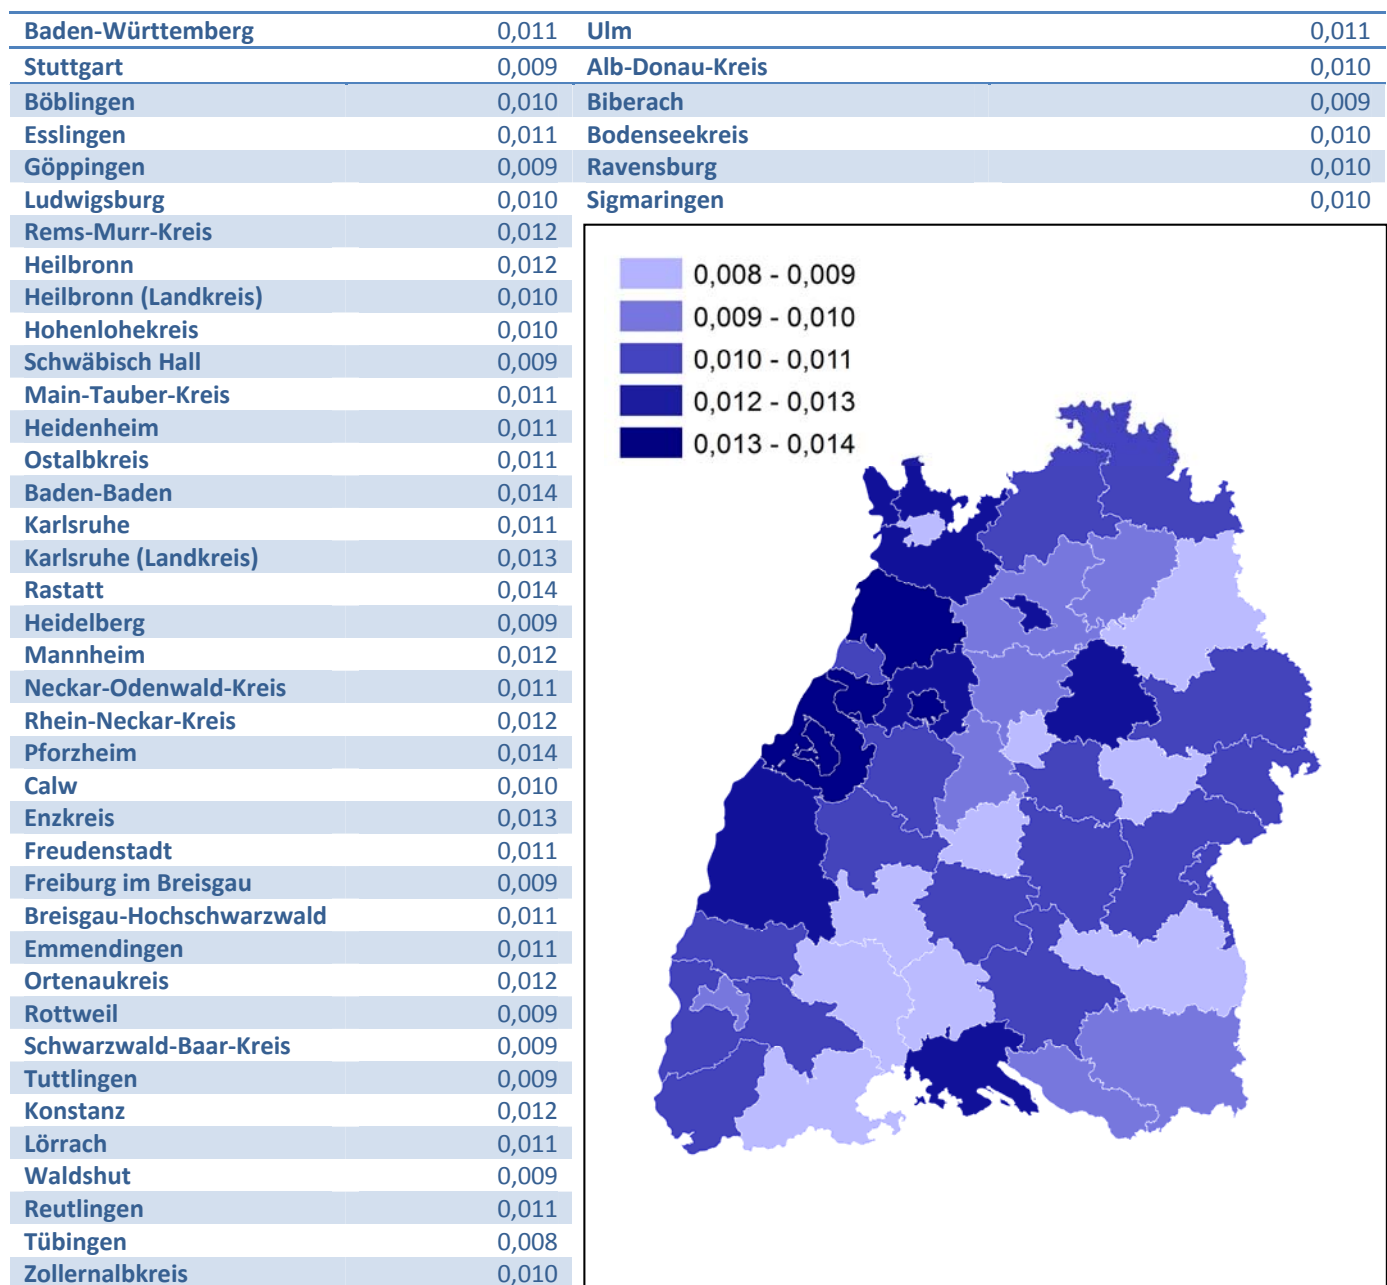 Baden-Württemberg 0,011
Stuttgart 0,009
Böblingen 0,010
Esslingen 0,011
Göppingen 0,009
Ludwigsburg 0,010
Rems-Murr-Kreis 0,012
Heilbronn 0,012
Heilbronn (Landkreis) 0,010
Hohenlohekreis 0,010
Schwäbisch Hall 0,009
Main-Tauber-Kreis 0,011
Heidenheim 0,011
Ostalbkreis 0,011
Baden-Baden 0,014
Karlsruhe 0,011
Karlsruhe (Landkreis) 0,013
Rastatt 0,014
Heidelberg 0,009
Mannheim 0,012
Neckar-Odenwald-Kreis 0,011
Rhein-Neckar-Kreis 0,012
Pforzheim 0,014
Calw 0,010
Enzkreis 0,013
Freudenstadt 0,011
Freiburg im Breisgau 0,009
Breisgau-Hochschwarzwald 0,011
Emmendingen 0,011
Ortenaukreis 0,012
Rottweil 0,009
Schwarzwald-Baar-Kreis 0,009
Tuttlingen 0,009
Konstanz 0,012
Lörrach 0,011
Waldshut 0,009
Reutlingen 0,011
Tübingen 0,008
Zollernalbkreis 0,010
Ulm 0,011
Alb-Donau-Kreis 0,010
Biberach 0,009
Bodenseekreis 0,010
Ravensburg 0,010
Sigmaringen 0,010
0,008 - 0,009
0,009 - 0,010
0,010 - 0,011
0,012 - 0,013
0,013 - 0,014